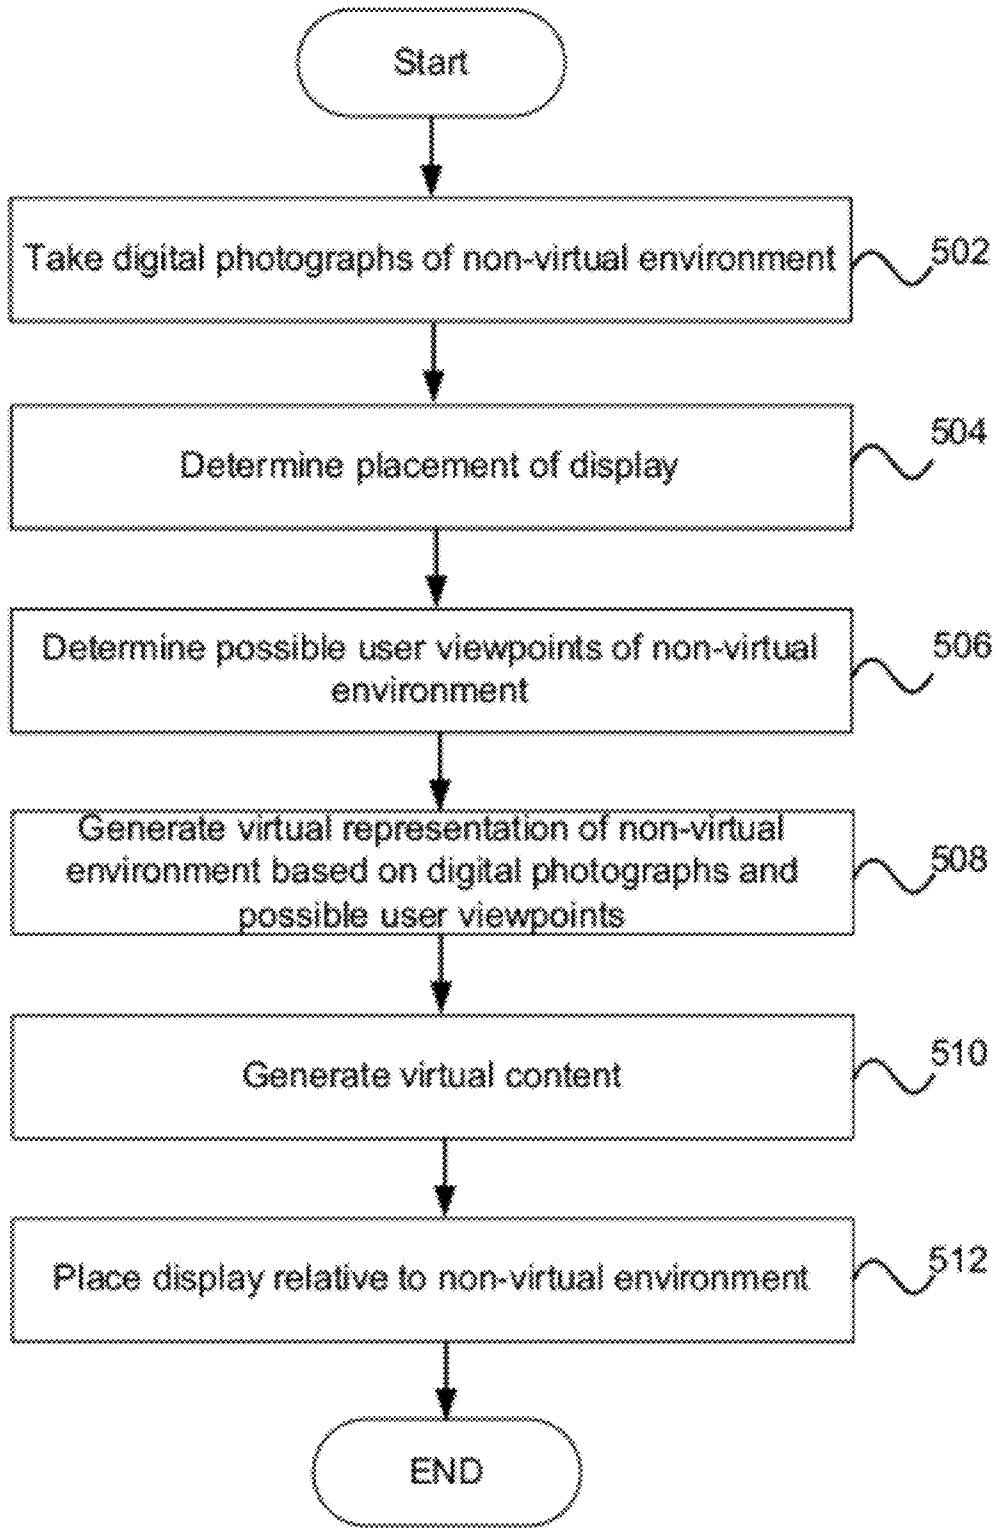 Start
Take digital photographs of non-virtual environment
502
Determine placement of display
504
Determine possible user viewpoints of non-virtual
environment
506
Generate virtual representation of non-virtual
environment based on digital photographs and
possible user viewpoints
508
Generate virtual content
510
Place display relative to non-virtual environment
512
END